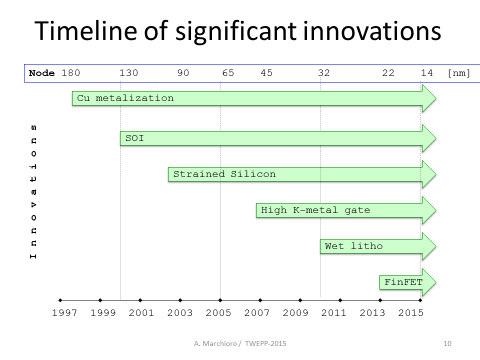 Timeline of significant innovations
Node 180 130 90 65 45 32 22 14 [nm]
Cu metalization
SOI
Strained Silicon
High K-metal gate
Wet litho
FinFET
Innovations
1997 1999 2001 2003 2005 2007 2009 2011 2013 2015
A. Marchioro / TWEPP-2015
10